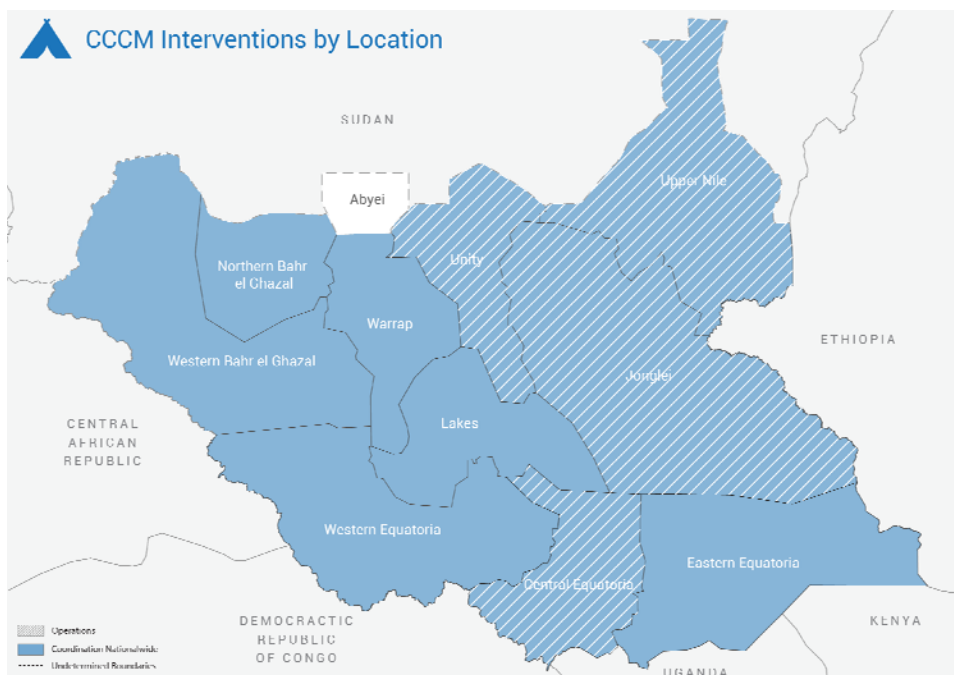 CCCM Interventions by Location
SUDAN
Upper Nile
Abyei
Unity
Northern Bahr
el Ghazal
Warrap
ETHIOPIA
Western Bahr el Ghazal
Jonglei
CENTRAL
AFRICAN
REPUBLIC
Lakes
Western Equatoria
Eastern Equatoria
Central Equatoria
DEMOCRACTIC
REPUBLIC
OF CONGO
KENYA
UGANDA
Operations
Coordination Nationalwide
Undetermined Boundaries